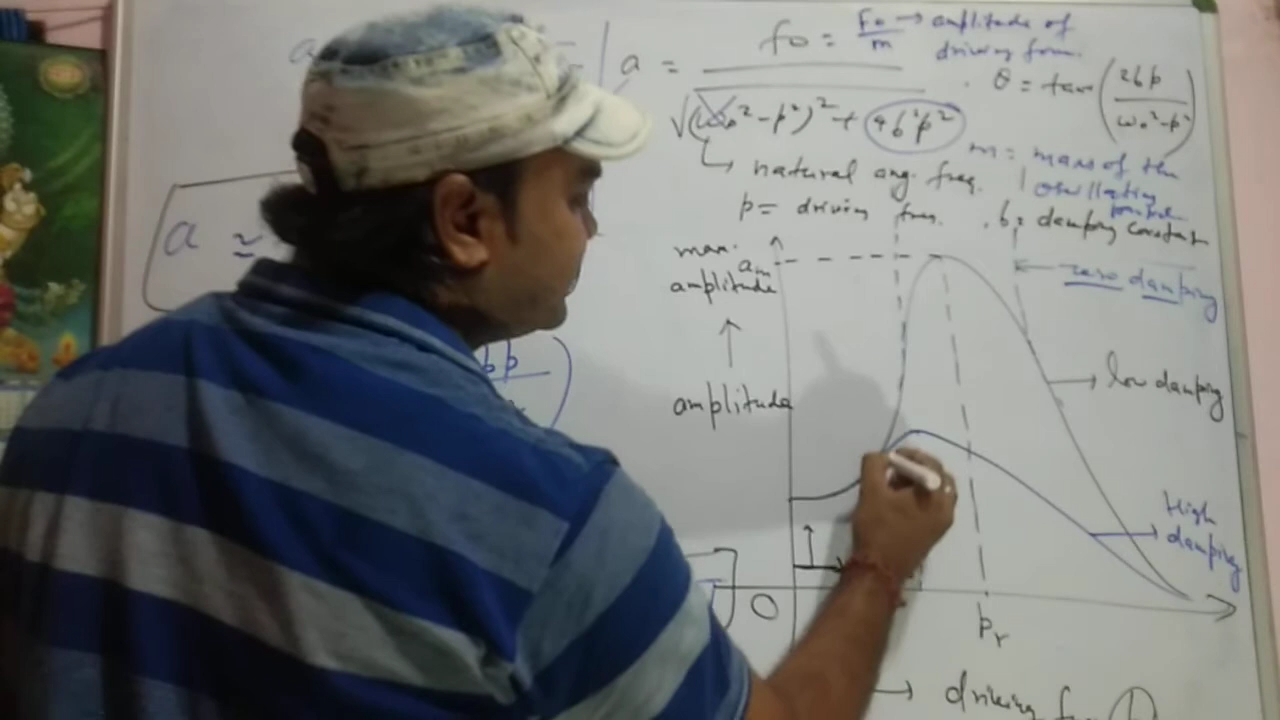 a = f₀ = F₀/m → amplitude of
driving force.
√(ω₀²-p²)² + 4b²p²
θ = tan (2bp / ω₀²-p²)
→ natural ang. freq.
m = mass of the
oscillating
p = driving freq.
b = damping constant
a ≃
max.
amplitude
aₘ
zero damping
bp
↑
amplitude
→ low damping
High
→ damping
O
pᵣ
→ driving freq